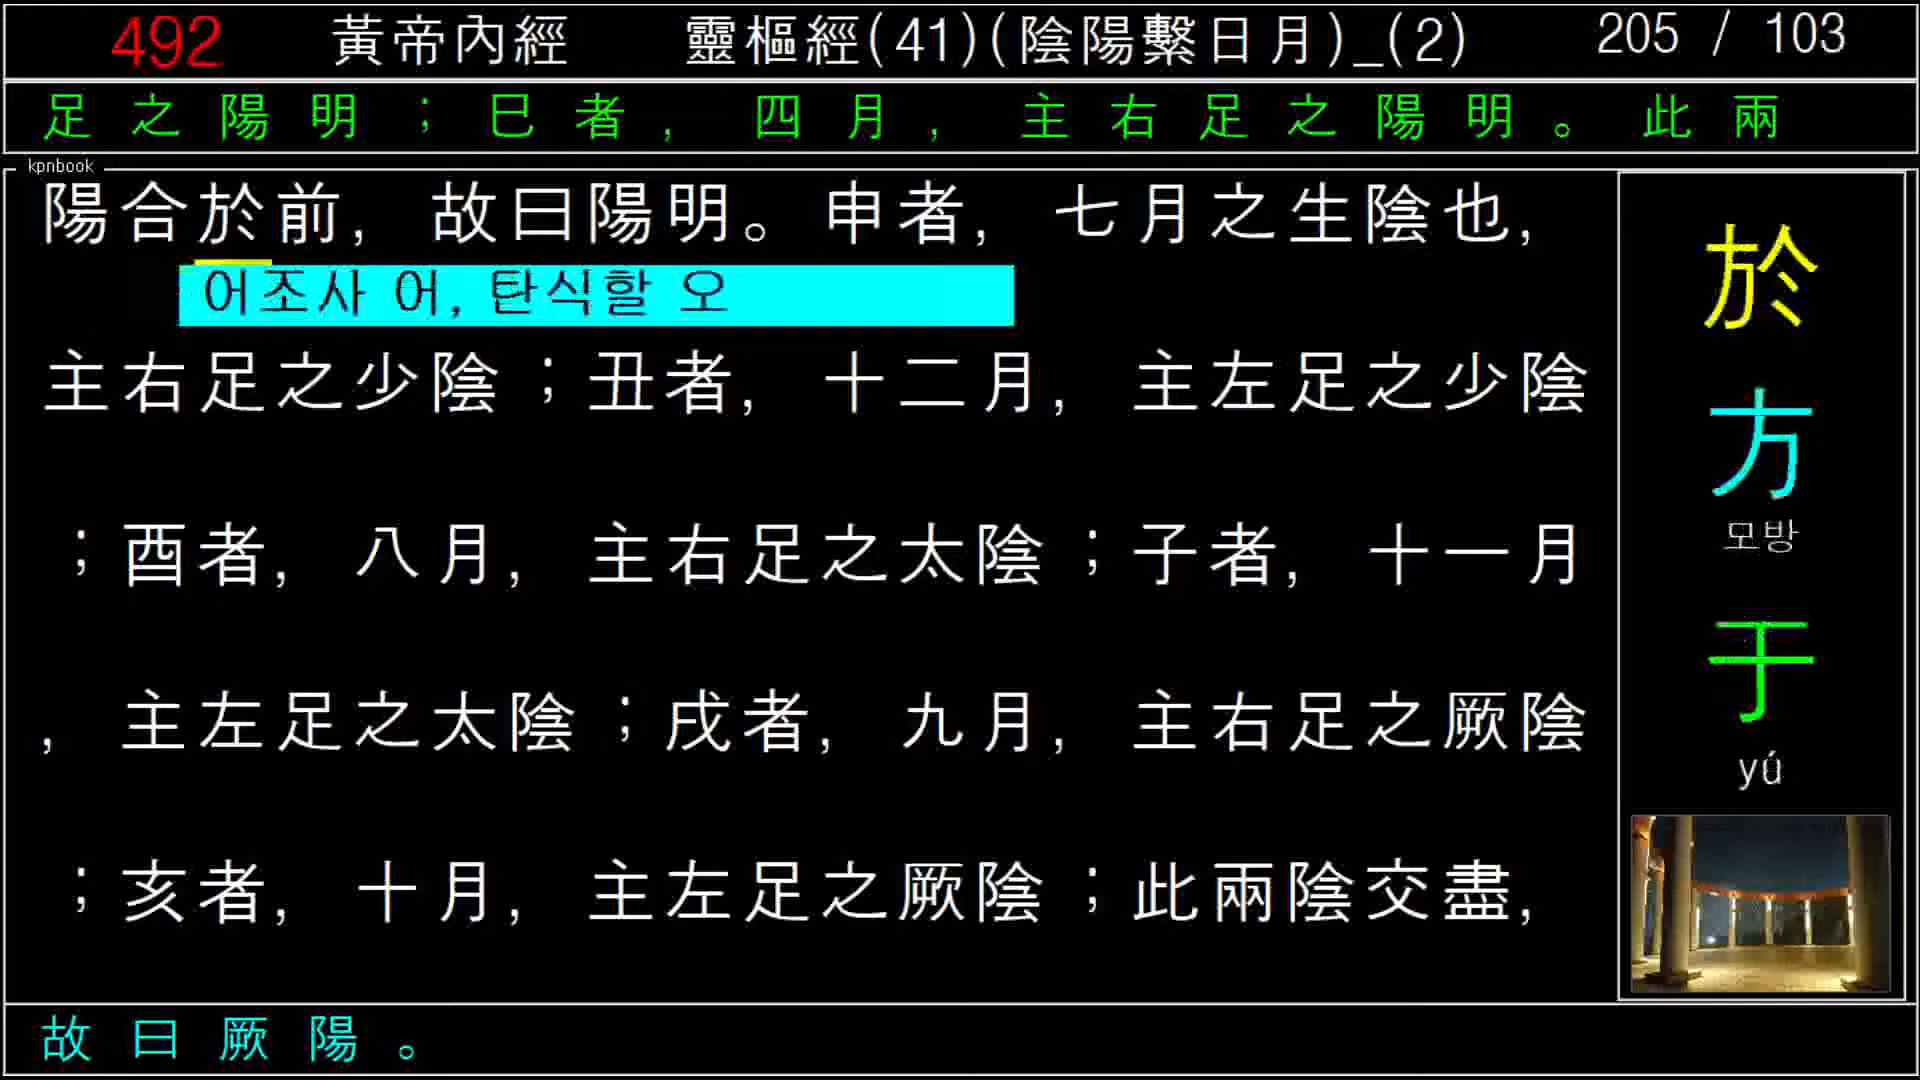 492 黃帝內經 靈樞經(41)(陰陽繫日月)_(2) 205 / 103
足之陽明;巳者, 四月, 主右足之陽明。此兩
kpnbook
陽合於前, 故曰陽明。申者, 七月之生陰也,
어조사 어, 탄식할 오
主右足之少陰;丑者, 十二月, 主左足之少陰
;酉者, 八月, 主右足之太陰;子者, 十一月
, 主左足之太陰;戌者, 九月, 主右足之厥陰
;亥者, 十月, 主左足之厥陰;此兩陰交盡,
故曰厥陽。
於
方
모방
于
yú